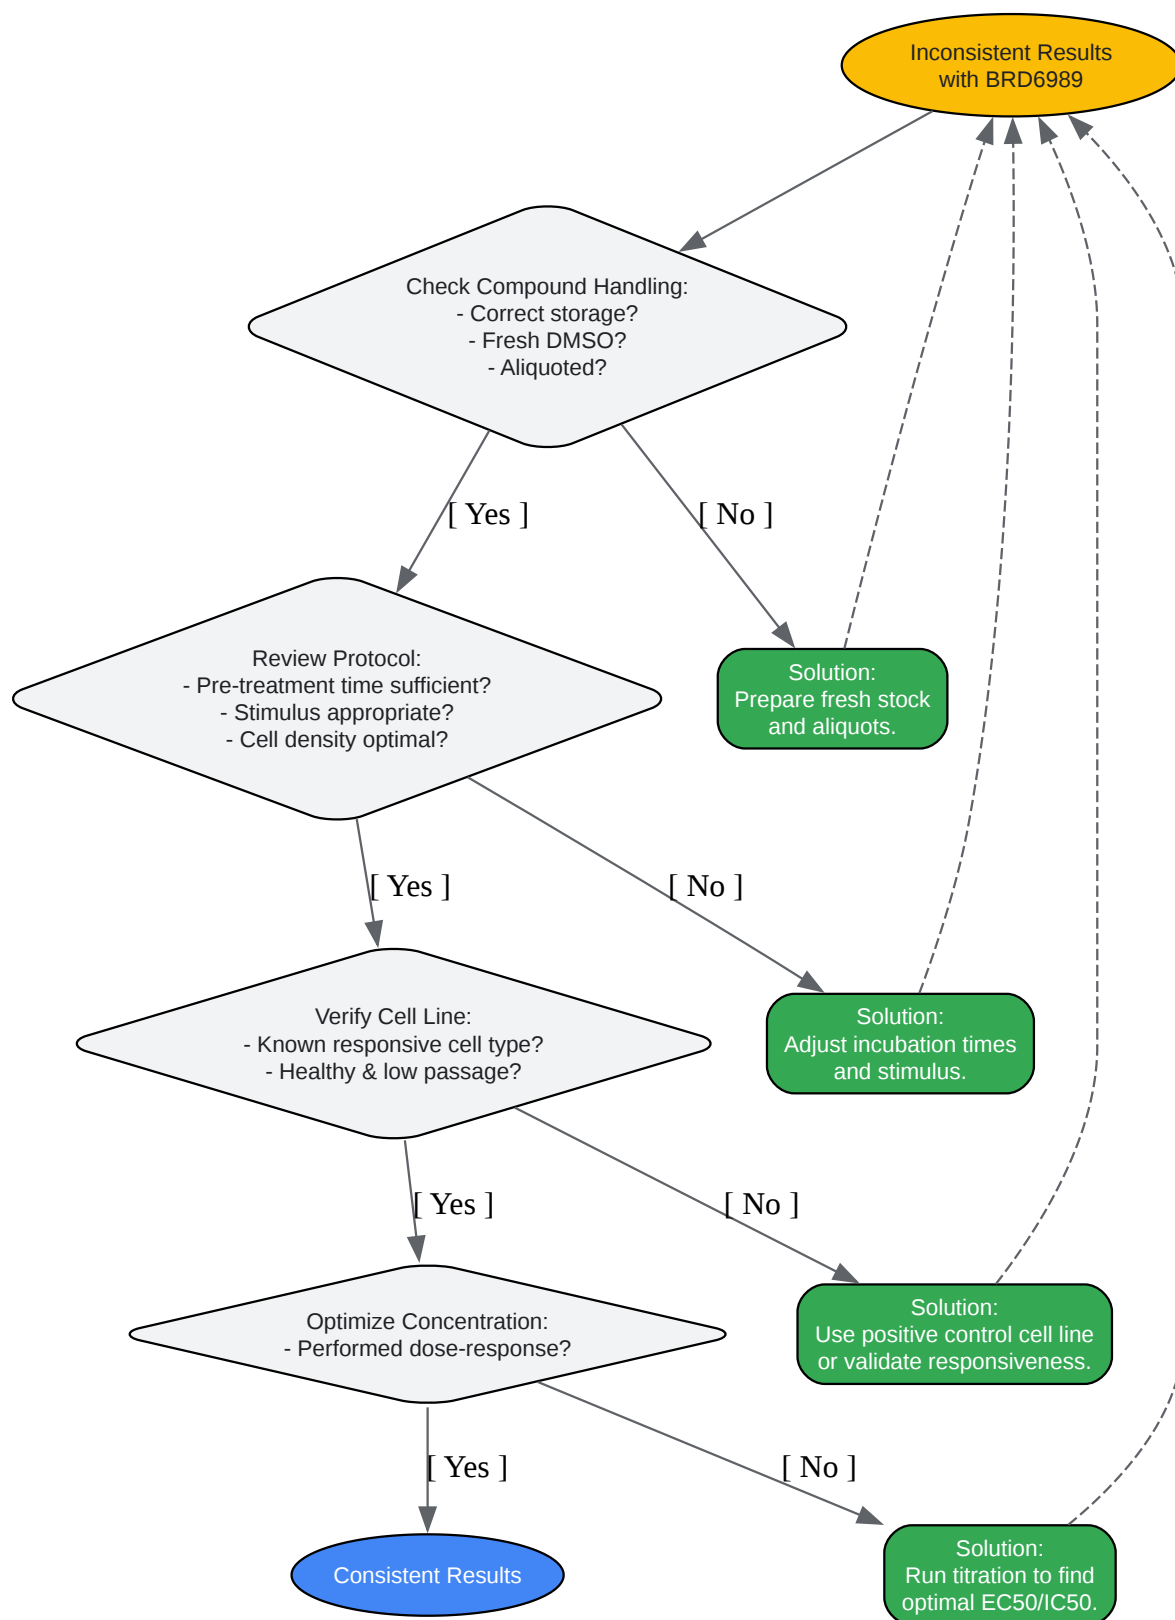 Inconsistent Results
with BRD6989
Check Compound Handling:
- Correct storage?
- Fresh DMSO?
- Aliquoted?
[ Yes ]
[ No ]
Review Protocol:
- Pre-treatment time sufficient?
- Stimulus appropriate?
- Cell density optimal?
Solution:
Prepare fresh stock
and aliquots.
[ Yes ]
[ No ]
Verify Cell Line:
- Known responsive cell type?
- Healthy & low passage?
Solution:
Adjust incubation times
and stimulus.
[ Yes ]
[ No ]
Optimize Concentration:
- Performed dose-response?
Solution:
Use positive control cell line
or validate responsiveness.
[ Yes ]
[ No ]
Consistent Results
Solution:
Run titration to find
optimal EC50/IC50.